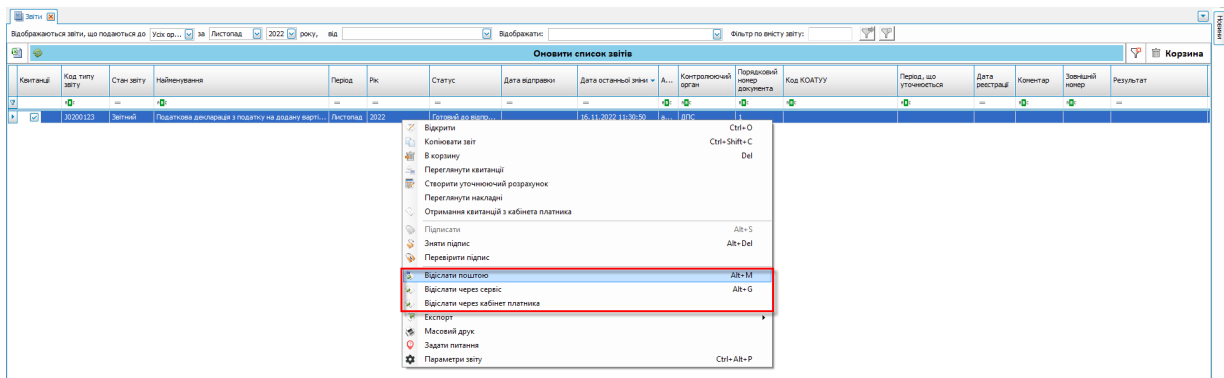 Звіти
Новини
Відображаються звіти, що подаються до Усіх ор... за Листопад 2022 року, від Відображати: Фільтр по вмісту звіту:
Оновити список звітів Корзина
Квитанції Код типу звіту Стан звіту Найменування Період Рік Статус Дата відправки Дата останньої зміни А... Контролюючий орган Порядковий номер документа Код КОАТУУ Період, що уточнюється Дата реєстрації Коментар Зовнішній номер Результат
J0200123 Звітний Податкова декларація з податку на додану варті... Листопад 2022 Готовий до відпр... 16.11.2022 11:30:50 а... ДПС 1
Відкрити Ctrl+O
Копіювати звіт Ctrl+Shift+C
В корзину Del
Переглянути квитанції
Створити уточнюючий розрахунок
Переглянути накладні
Отримання квитанцій з кабінета платника
Підписати Alt+S
Зняти підпис Alt+Del
Перевірити підпис
Відіслати поштою Alt+M
Відіслати через сервіс Alt+G
Відіслати через кабінет платника
Експорт
Масовий друк
Задати питання
Параметри звіту Ctrl+Alt+P